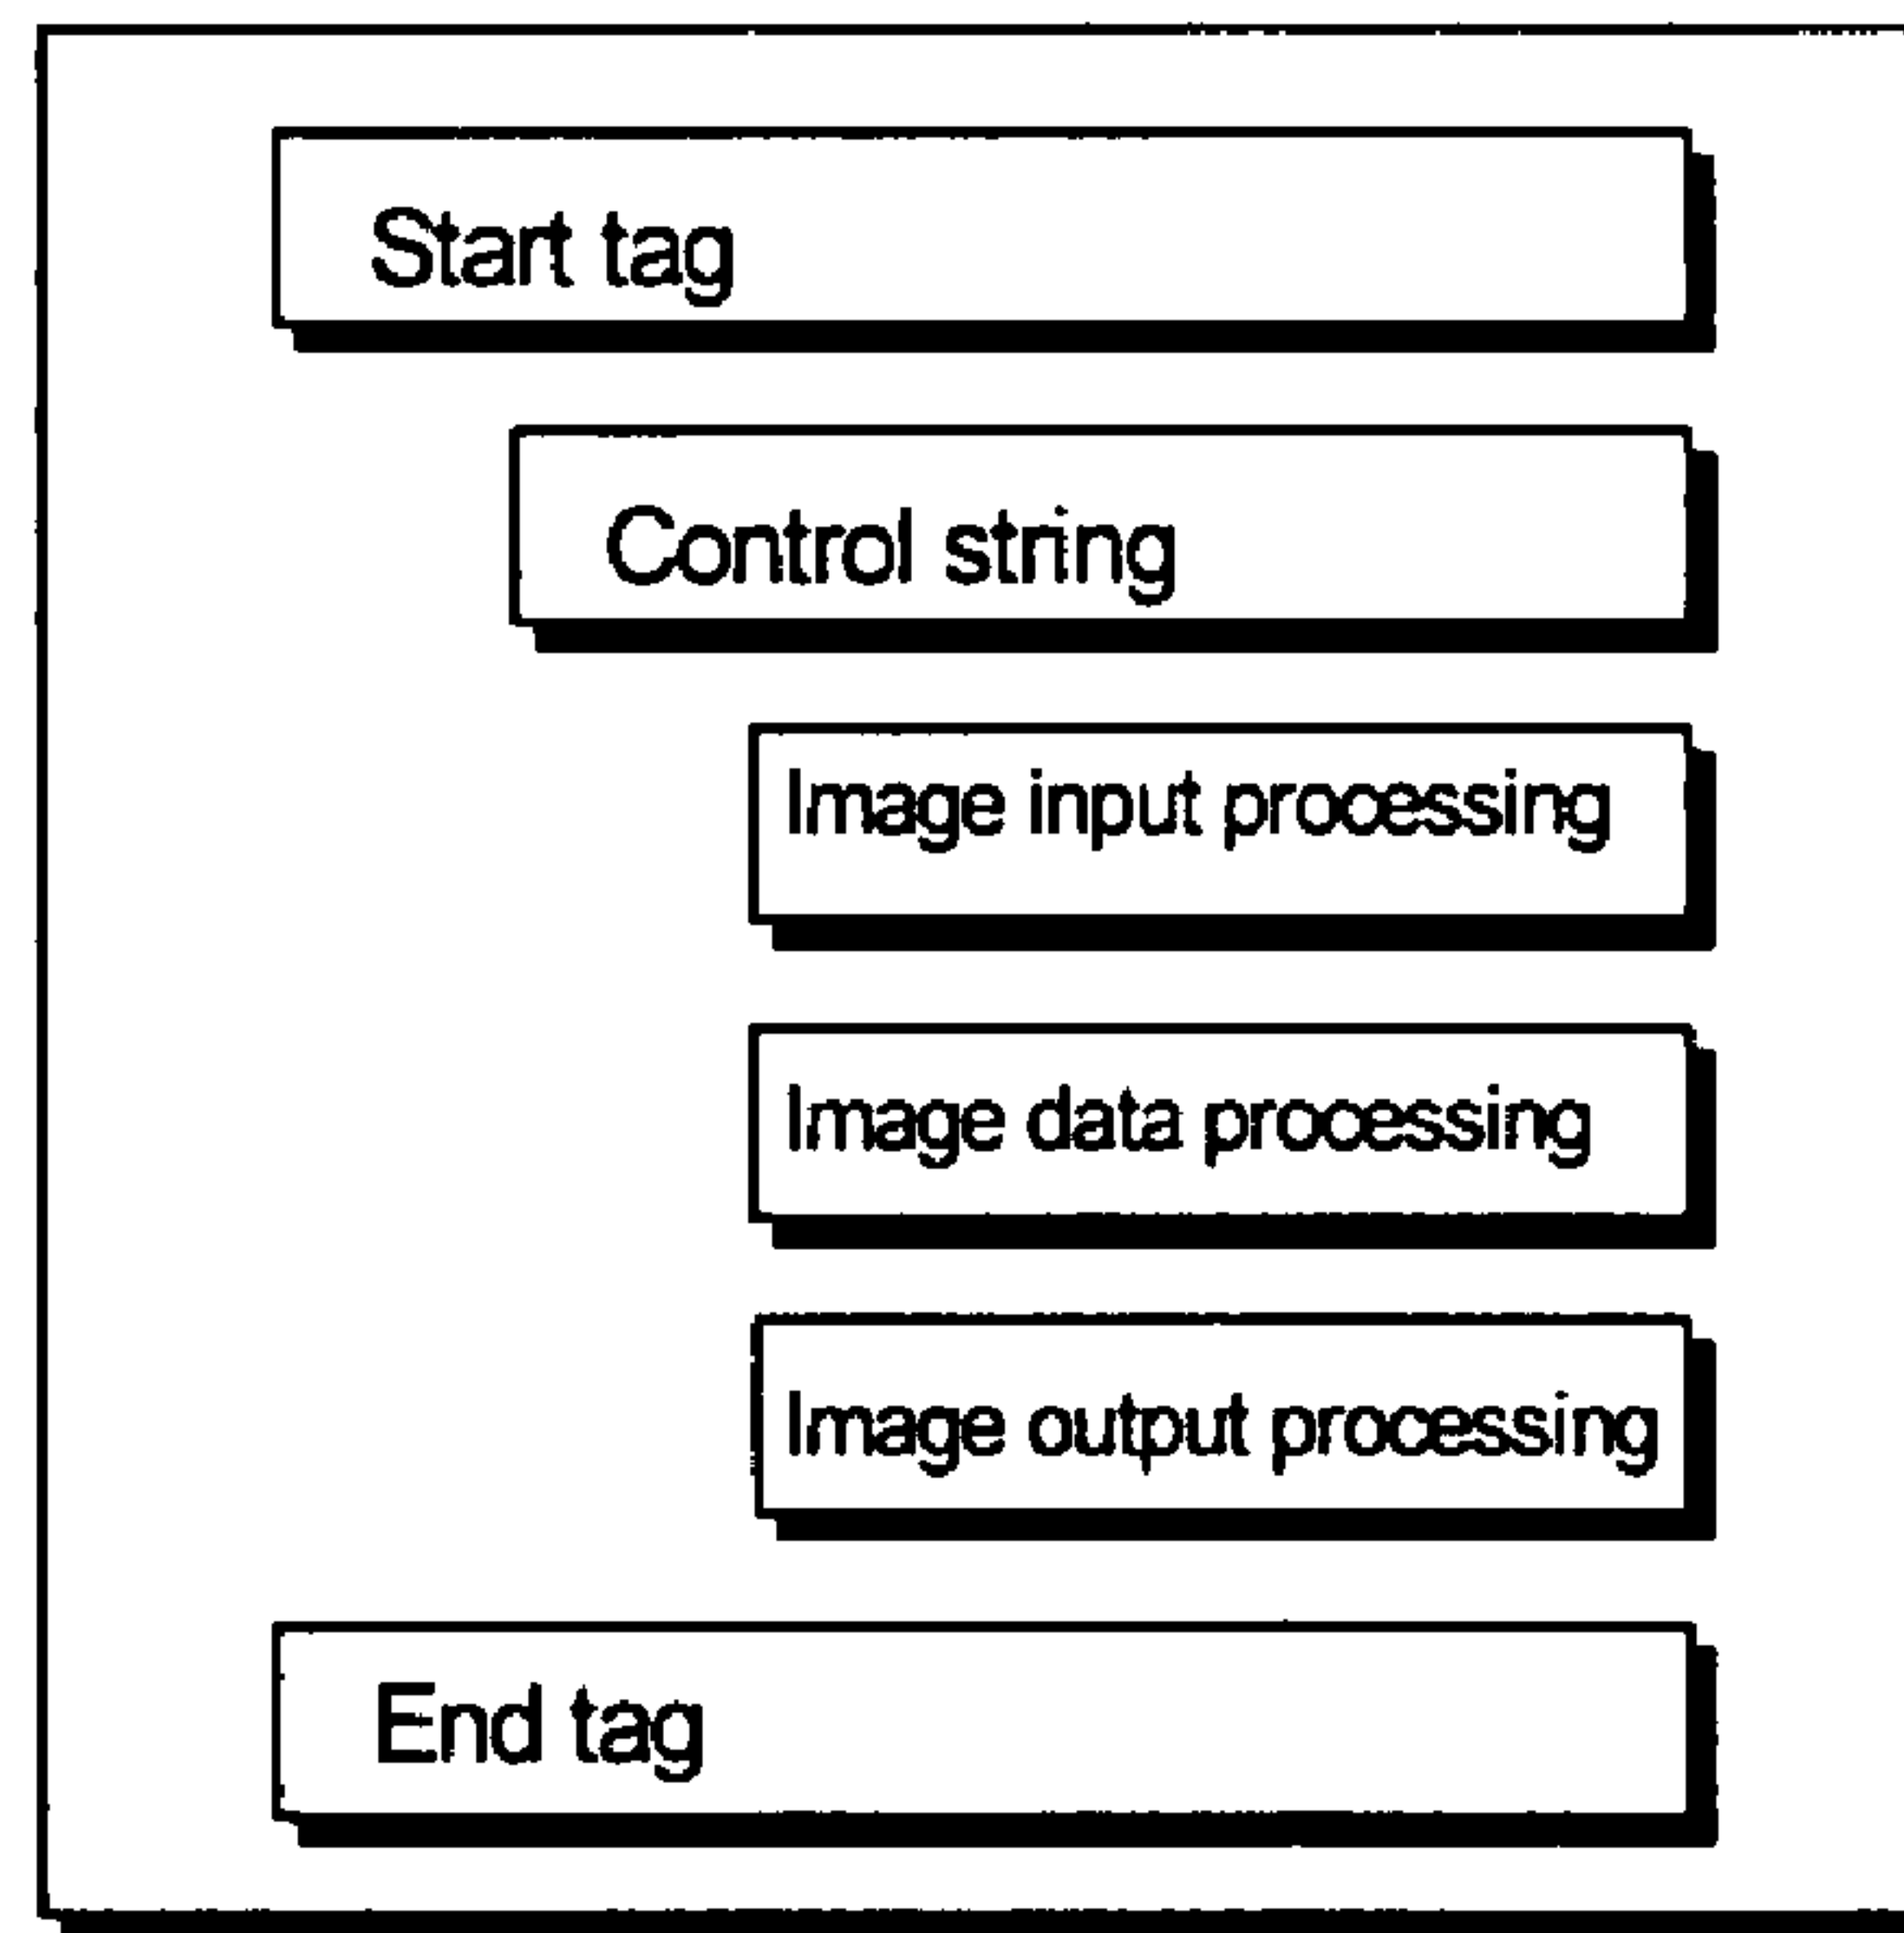 Start tag
Control string
Image input processing
Image data processing
Image output processing
End tag